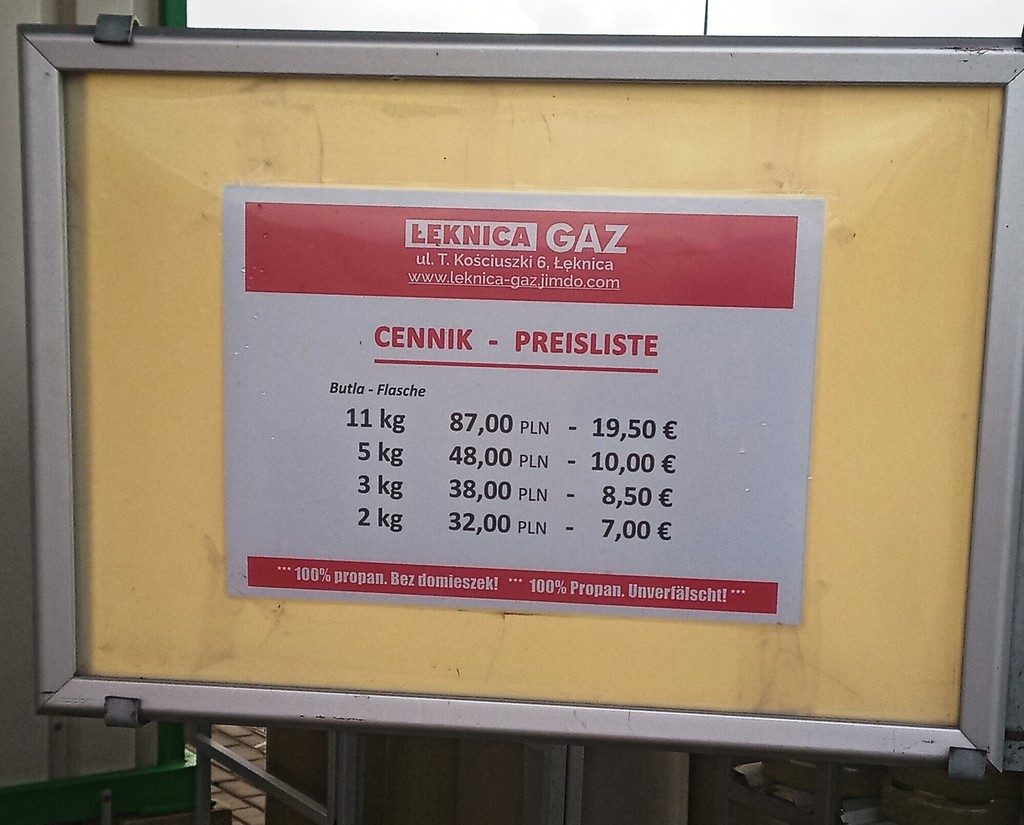 ŁĘKNICA GAZ
ul. T. Kościuszki 6, Łęknica
www.leknica-gaz.jimdo.com
CENNIK - PREISLISTE
Butla - Flasche
11 kg 87,00 PLN - 19,50 €
5 kg 48,00 PLN - 10,00 €
3 kg 38,00 PLN - 8,50 €
2 kg 32,00 PLN - 7,00 €
*** 100% propan. Bez domieszek! *** 100% Propan. Unverfälscht! ***